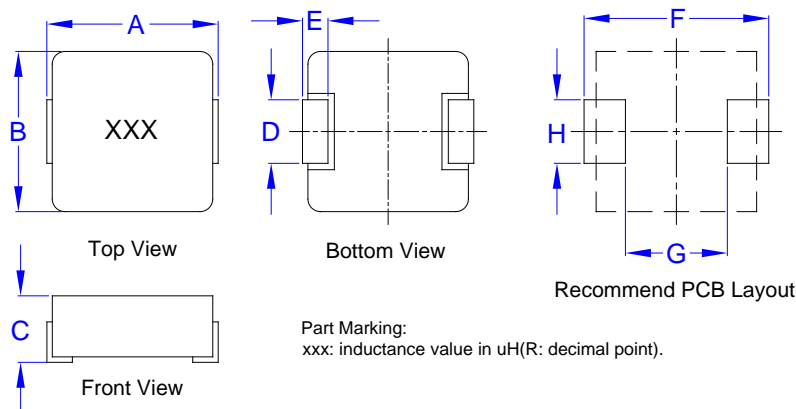 A
E
F
B
XXX
D
H
G
Top View
Bottom View
Recommend PCB Layout
C
Part Marking:
xxx: inductance value in uH(R: decimal point).
Front View